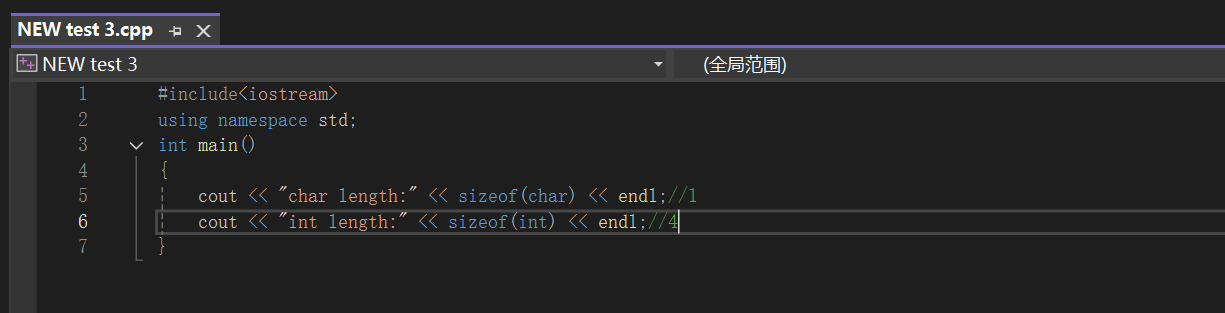 NEW test 3.cpp
NEW test 3 (全局范围)
1 #include<iostream>
2 using namespace std;
3 int main()
4 {
5 cout << "char length:" << sizeof(char) << endl;//1
6 cout << "int length:" << sizeof(int) << endl;//4
7 }